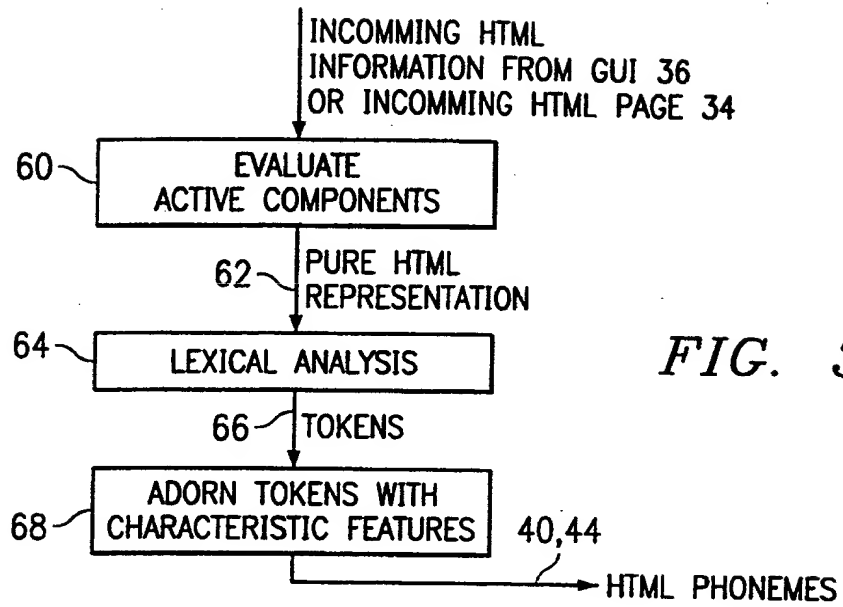 INCOMMING HTML
INFORMATION FROM GUI 36
OR INCOMMING HTML PAGE 34
60
EVALUATE
ACTIVE COMPONENTS
62
PURE HTML
REPRESENTATION
64
LEXICAL ANALYSIS
FIG.
66
TOKENS
68
ADORN TOKENS WITH
CHARACTERISTIC FEATURES
40,44
HTML PHONEMES